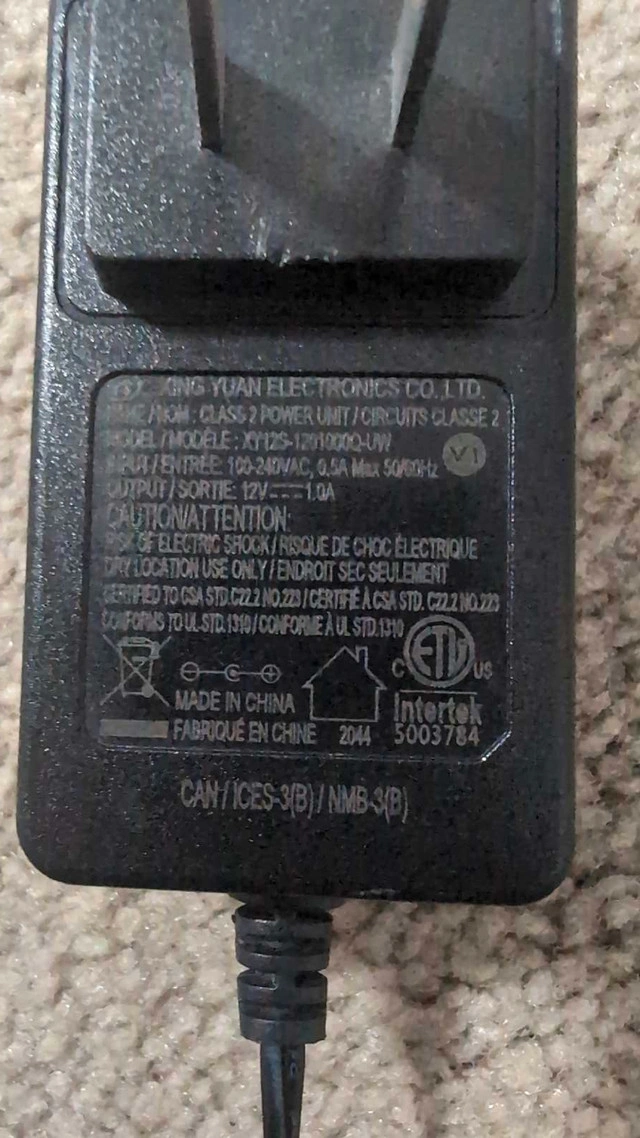 XING YUAN ELECTRONICS CO.,LTD.
NAME / NOM : CLASS 2 POWER UNIT / CIRCUITS CLASSE 2
MODEL / MODÈLE : XY12S-1201000Q-UW
INPUT / ENTRÉE: 100-240VAC, 0.5A Max 50/60Hz
VI
OUTPUT / SORTIE: 12V⎓1.0A
CAUTION/ATTENTION:
RISK OF ELECTRIC SHOCK / RISQUE DE CHOC ÉLECTRIQUE
DRY LOCATION USE ONLY / ENDROIT SEC SEULEMENT
CERTIFIED TO CSA STD.C22.2 NO.223 / CERTIFIÉ À CSA STD. C22.2 NO.223
CONFORMS TO UL STD.1310 / CONFORME À UL STD.1310
C ETL US
Intertek
5003784
MADE IN CHINA
FABRIQUÉ EN CHINE
2044
CAN / ICES-3(B) / NMB-3(B)